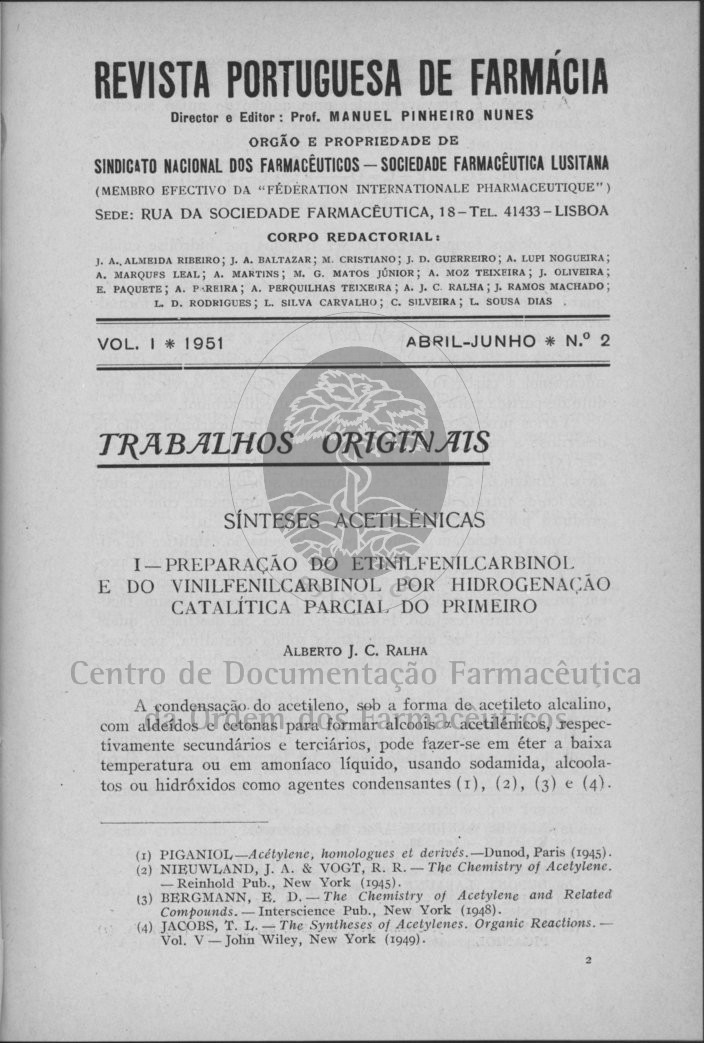 REVISTA PORTUGUESA DE FARMÁCIA
Director e Editor: Prof. MANUEL PINHEIRO NUNES
ORGÃO E PROPRIEDADE DE
SINDICATO NACIONAL DOS FARMACÊUTICOS — SOCIEDADE FARMACÊUTICA LUSITANA
(MEMBRO EFECTIVO DA "FÉDÉRATION INTERNATIONALE PHARMACEUTIQUE")
SEDE: RUA DA SOCIEDADE FARMACÊUTICA, 18 – TEL. 41433 – LISBOA
CORPO REDACTORIAL:
J. A. ALMEIDA RIBEIRO; J. A. BALTAZAR; M. CRISTIANO; J. D. GUERREIRO; A. LUPI NOGUEIRA;
A. MARQUES LEAL; A. MARTINS; M. G. MATOS JÚNIOR; A. MOZ TEIXEIRA; J. OLIVEIRA;
E. PAQUETE; A. PEREIRA; A. PERQUILHAS TEIXEIRA; A. J. C. RALHA; J. RAMOS MACHADO;
L. D. RODRIGUES; L. SILVA CARVALHO; C. SILVEIRA; L. SOUSA DIAS .
VOL. I * 1951 ABRIL-JUNHO * N.º 2
TRABALHOS ORIGINAIS
SÍNTESES ACETILÉNICAS
I — PREPARAÇÃO DO ETINILFENILCARBINOL
E DO VINILFENILCARBINOL POR HIDROGENAÇÃO
CATALÍTICA PARCIAL DO PRIMEIRO
ALBERTO J. C. RALHA
Centro de Documentação Farmacêutica
da Ordem dos Farmacêuticos
A condensação do acetileno, sob a forma de acetileto alcalino,
com aldeídos e cetonas para formar alcoois α acetilénicos, respec-
tivamente secundários e terciários, pode fazer-se em éter a baixa
temperatura ou em amoníaco líquido, usando sodamida, alcoola-
tos ou hidróxidos como agentes condensantes (1), (2), (3) e (4).
(1) PIGANIOL—Acétylene, homologues et derivés.—Dunod, Paris (1945).
(2) NIEUWLAND, J. A. & VOGT, R. R. — The Chemistry of Acetylene.
— Reinhold Pub., New York (1945).
(3) BERGMANN, E. D. — The Chemistry of Acetylene and Related
Compounds. — Interscience Pub., New York (1948).
(4) JACOBS, T. L. — The Syntheses of Acetylenes. Organic Reactions. —
Vol. V — John Wiley, New York (1949).
2